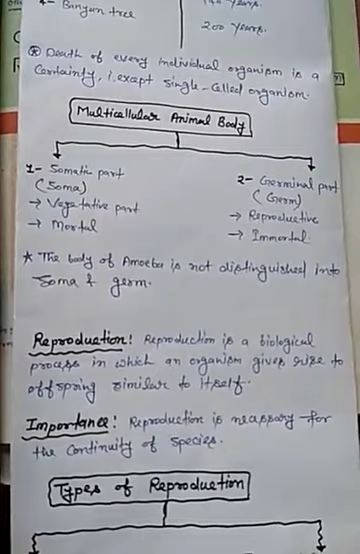 4- Banyan tree
200 Years.
⊛ Death of every individual organism is a
Certainty, i.except Single-celled organism.
Multicellular Animal Body
1- Somatic part
(Soma)
→ Vegetative part
→ Mortal
2- Germinal part
(Germ)
→ Reproductive
→ Immortal
* The body of Amoeba is not distinguished into
Soma & germ.
Reproduction! Reproduction is a biological
process in which an organism gives rise to
offspring similar to itself.
Importance! Reproduction is neassary for
the Continuity of Species.
Types of Reproduction